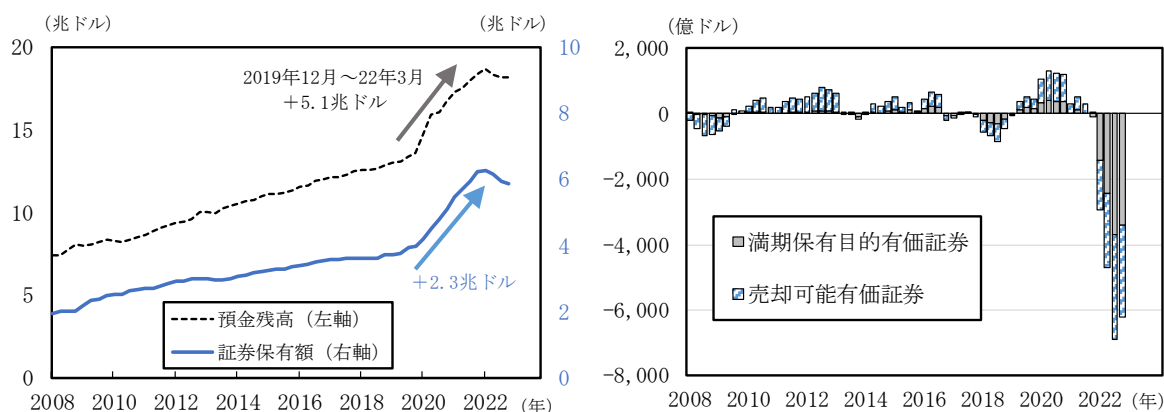 (兆ドル)
(兆ドル)
20
15
10
5
0
10
8
6
4
2
0
2019年12月～22年3月
＋5.1兆ドル
＋2.3兆ドル
預金残高（左軸）
証券保有額（右軸）
2008 2010 2012 2014 2016 2018 2020 2022 (年)
(億ドル)
2,000
0
−2,000
−4,000
−6,000
−8,000
満期保有目的有価証券
売却可能有価証券
2008 2010 2012 2014 2016 2018 2020 2022 (年)